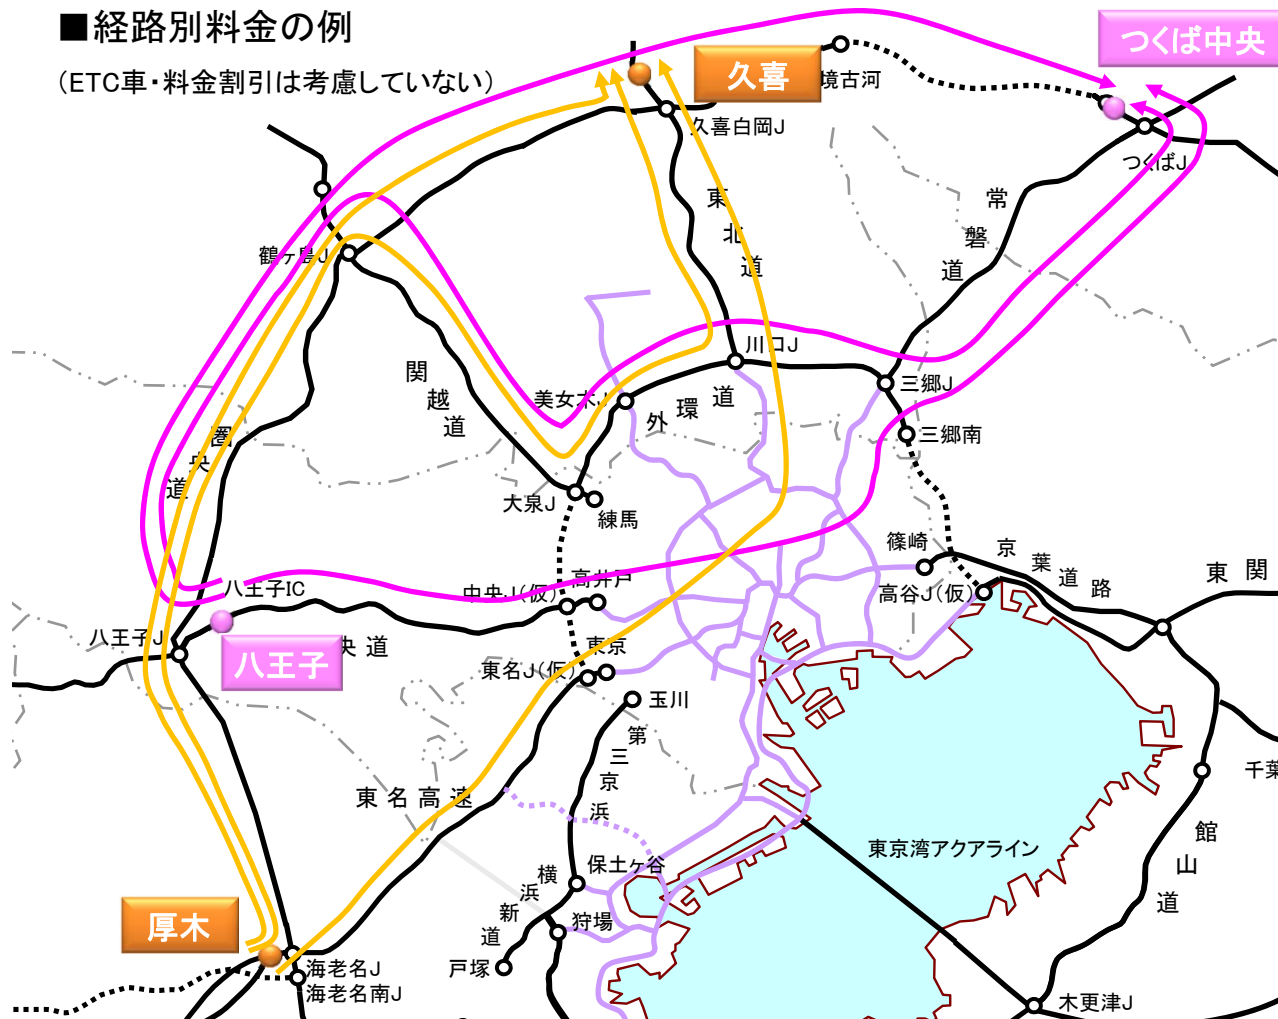 ■経路別料金の例
（ETC車・料金割引は考慮していない）
つくば中央
久喜
境古河
久喜白岡J
つくばJ
東北道
常磐道
鶴ヶ島J
川口J
関越道
三郷J
美女木J
外環道
三郷南
圏央道
大泉J
練馬
篠崎
京葉道路
東関
八王子IC
中央J（仮）
高井戸
高谷J（仮）
八王子J
八王子
央道
東京
東名J（仮）
玉川
第三京浜
千葉
東名高速
東京湾アクアライン
館山道
保土ヶ谷
横浜新道
厚木
狩場
戸塚
海老名J
海老名南J
木更津J